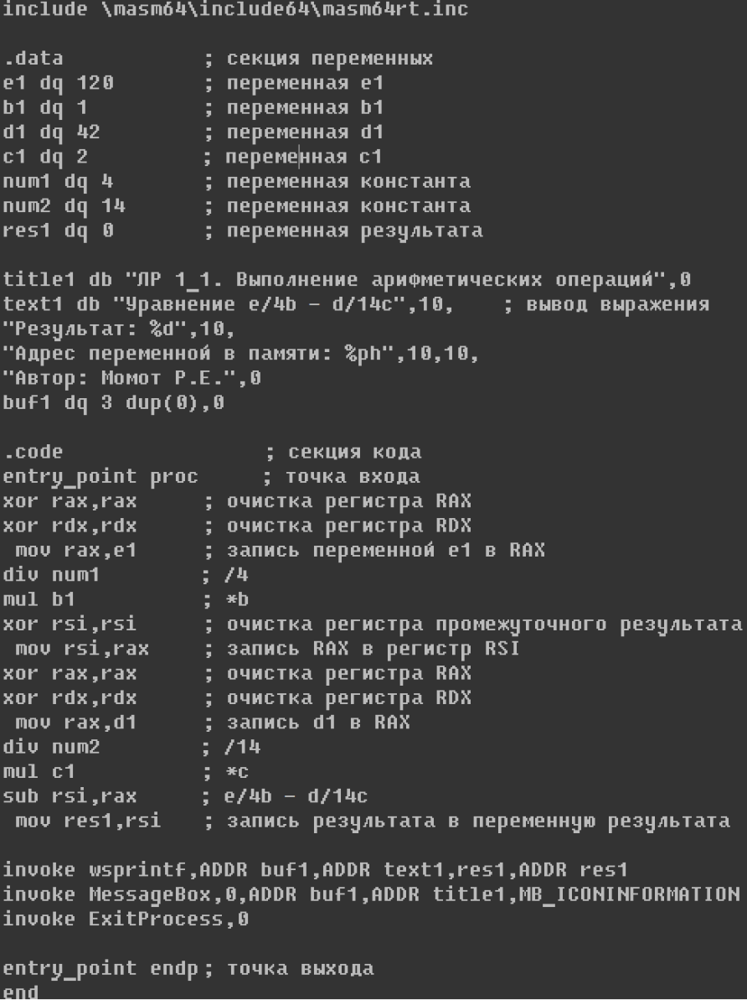 include \masm64\include64\masm64rt.inc
.data ; секция переменных
e1 dq 120 ; переменная e1
b1 dq 1 ; переменная b1
d1 dq 42 ; переменная d1
c1 dq 2 ; переменная c1
num1 dq 4 ; переменная константа
num2 dq 14 ; переменная константа
res1 dq 0 ; переменная результата
title1 db "ЛР 1_1. Выполнение арифметических операций",0
text1 db "Уравнение e/4b - d/14c",10, ; вывод выражения
"Результат: %d",10,
"Адрес переменной в памяти: %ph",10,10,
"Автор: Момот Р.Е.",0
buf1 dq 3 dup(0),0
.code ; секция кода
entry_point proc ; точка входа
xor rax,rax ; очистка регистра RAX
xor rdx,rdx ; очистка регистра RDX
mov rax,e1 ; запись переменной e1 в RAX
div num1 ; /4
mul b1 ; *b
xor rsi,rsi ; очистка регистра промежуточного результата
mov rsi,rax ; запись RAX в регистр RSI
xor rax,rax ; очистка регистра RAX
xor rdx,rdx ; очистка регистра RDX
mov rax,d1 ; запись d1 в RAX
div num2 ; /14
mul c1 ; *c
sub rsi,rax ; e/4b - d/14c
mov res1,rsi ; запись результата в переменную результата
invoke wsprintf,ADDR buf1,ADDR text1,res1,ADDR res1
invoke MessageBox,0,ADDR buf1,ADDR title1,MB_ICONINFORMATION
invoke ExitProcess,0
entry_point endp; точка выхода
end